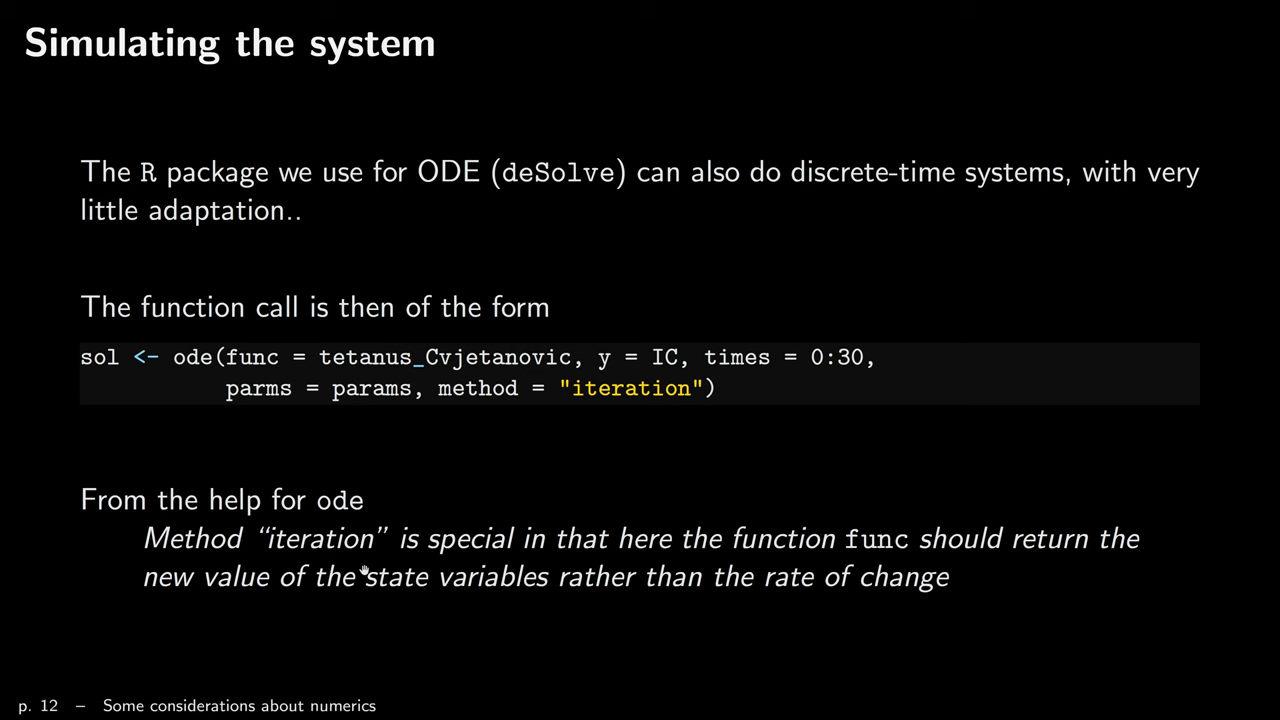 Simulating the system
The R package we use for ODE (deSolve) can also do discrete-time systems, with very
little adaptation..
The function call is then of the form
sol <- ode(func = tetanus_Cvjetanovic, y = IC, times = 0:30,
parms = params, method = "iteration")
From the help for ode
Method “iteration” is special in that here the function func should return the
new value of the state variables rather than the rate of change
p. 12 – Some considerations about numerics